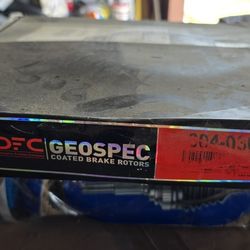 DFC
GEOSPEC
COATED BRAKE ROTORS